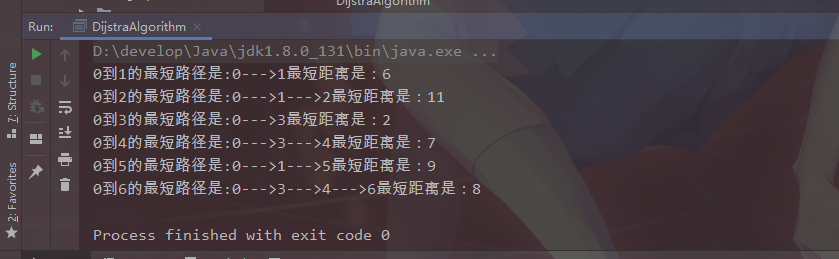 DijstraAlgorithm
Run: DijstraAlgorithm ×
D:\develop\Java\jdk1.8.0_131\bin\java.exe ...
0到1的最短路径是:0--->1最短距离是：6
0到2的最短路径是:0--->1--->2最短距离是：11
0到3的最短路径是:0--->3最短距离是：2
0到4的最短路径是:0--->3--->4最短距离是：7
0到5的最短路径是:0--->1--->5最短距离是：9
0到6的最短路径是:0--->3--->4--->6最短距离是：8
Process finished with exit code 0
7: Structure
2: Favorites